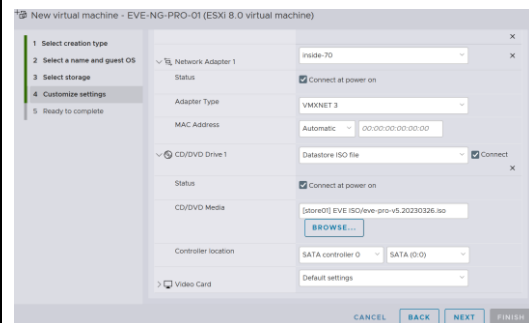 New virtual machine - EVE-NG-PRO-01 (ESXi 8.0 virtual machine)
1 Select creation type
2 Select a name and guest OS
3 Select storage
4 Customize settings
5 Ready to complete
Network Adapter 1 inside-70
Status Connect at power on
Adapter Type VMXNET 3
MAC Address Automatic 00:00:00:00:00:00
CD/DVD Drive 1 Datastore ISO file Connect
Status Connect at power on
CD/DVD Media [store01] EVE ISO/eve-pro-v5.20230326.iso
BROWSE...
Controller location SATA controller 0 SATA (0:0)
Video Card Default settings
CANCEL BACK NEXT FINISH